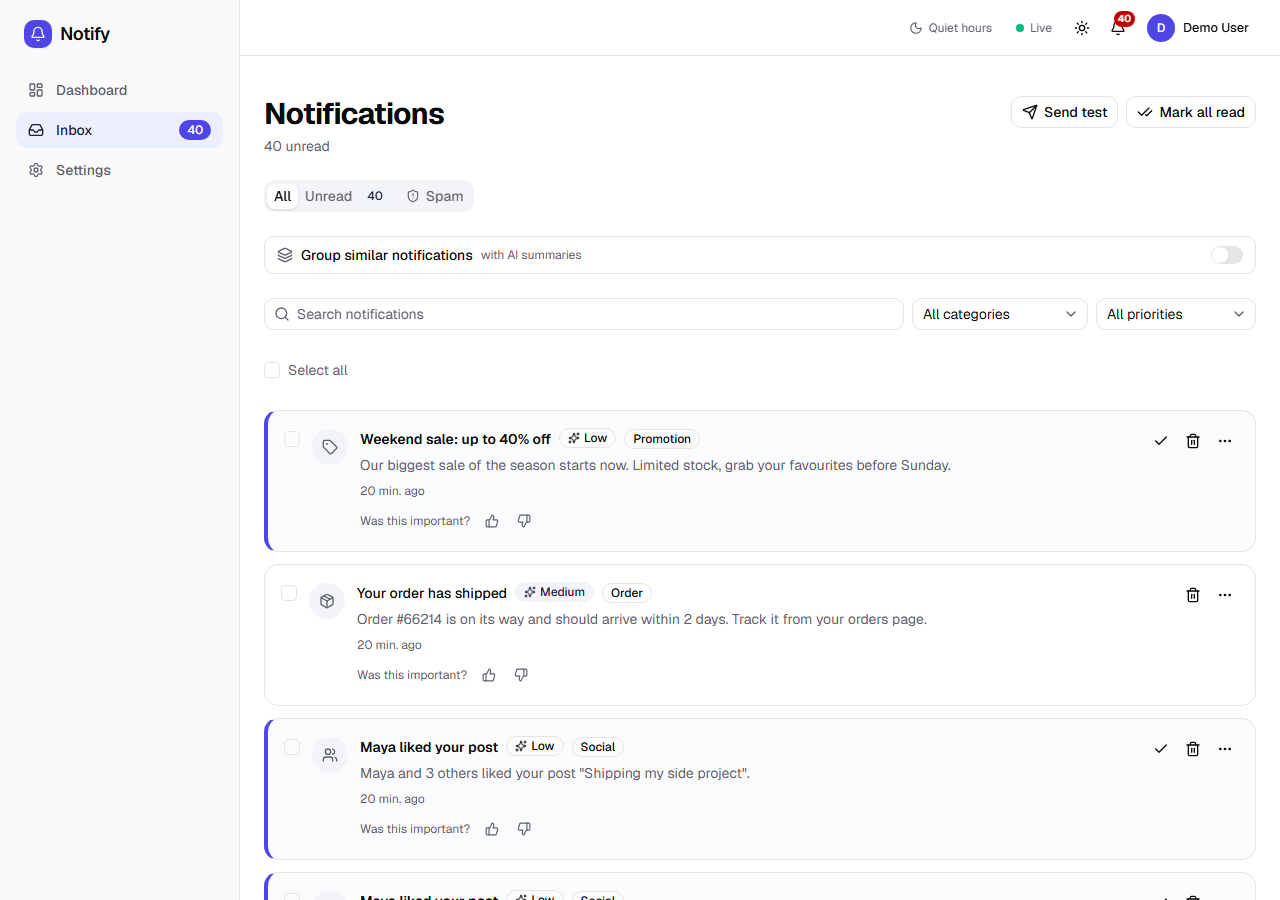 Notify
Quiet hours Live 40 D Demo User
Dashboard
Inbox 40
Settings
Notifications
Send test Mark all read
40 unread
All Unread 40 Spam
Group similar notifications with AI summaries
Search notifications All categories All priorities
Select all
Weekend sale: up to 40% off Low Promotion
Our biggest sale of the season starts now. Limited stock, grab your favourites before Sunday.
20 min. ago
Was this important?
Your order has shipped Medium Order
Order #66214 is on its way and should arrive within 2 days. Track it from your orders page.
20 min. ago
Was this important?
Maya liked your post Low Social
Maya and 3 others liked your post "Shipping my side project".
20 min. ago
Was this important?
Maya liked your post Low Social